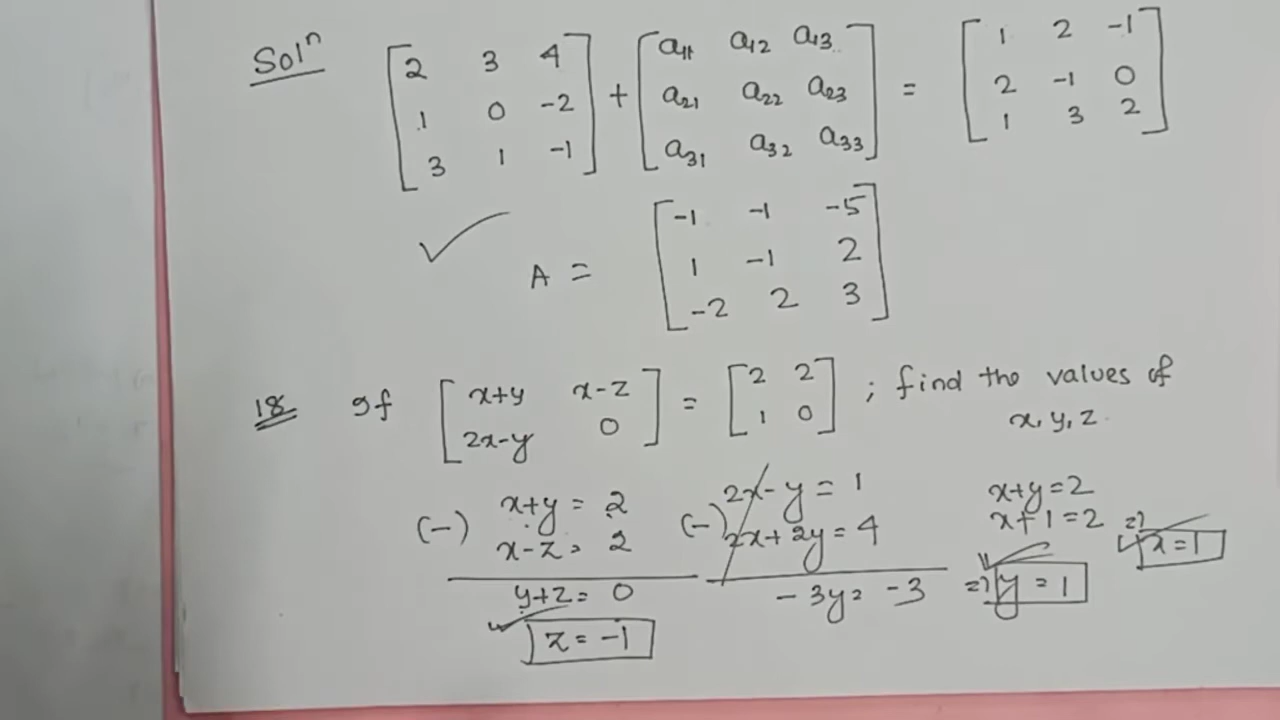 Solⁿ [2 3 4] + [a₁₁ a₁₂ a₁₃] = [1 2 -1]
[1 0 -2] [a₂₁ a₂₂ a₂₃] [2 -1 0]
[3 1 -1] [a₃₁ a₃₂ a₃₃] [1 3 2]
A = [-1 -1 -5]
[1 -1 2]
[-2 2 3]
18 If [x+y x-z] = [2 2] ; find the values of
[2x-y 0] [1 0] x, y, z.
(-) x+y = 2 (-) 2x-y = 1 x+y=2
x-z = 2 2x+2y=4 x+1=2 => x=1
y+z= 0 -3y= -3 => y = 1
z = -1